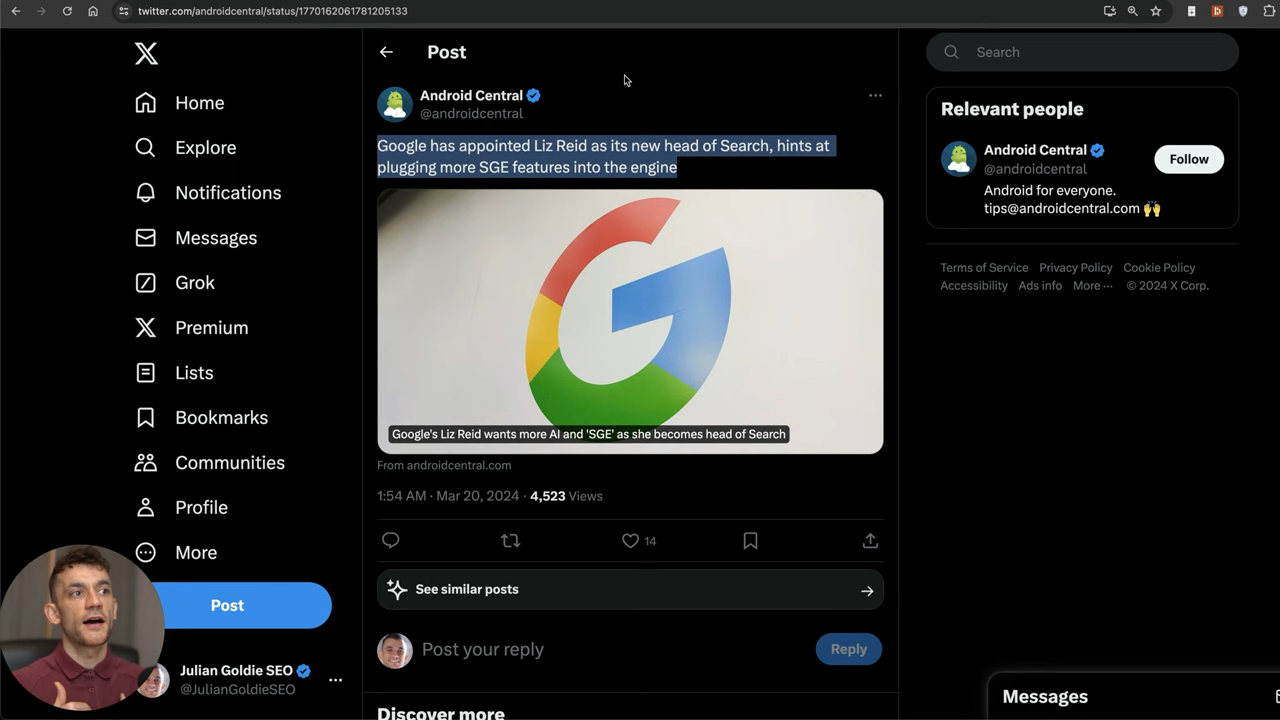 twitter.com/androidcentral/status/1770162061781205133
Home
Explore
Notifications
Messages
Grok
Premium
Lists
Bookmarks
Communities
Profile
More
Post
Julian Goldie SEO
@JulianGoldieSEO
Post
Android Central
@androidcentral
Google has appointed Liz Reid as its new head of Search, hints at
plugging more SGE features into the engine
Google's Liz Reid wants more AI and 'SGE' as she becomes head of Search
From androidcentral.com
1:54 AM · Mar 20, 2024 · 4,523 Views
14
See similar posts
Post your reply
Reply
Discover more
Search
Relevant people
Android Central
@androidcentral
Follow
Android for everyone.
tips@androidcentral.com 🙌
Terms of Service Privacy Policy Cookie Policy
Accessibility Ads info More ··· © 2024 X Corp.
Messages